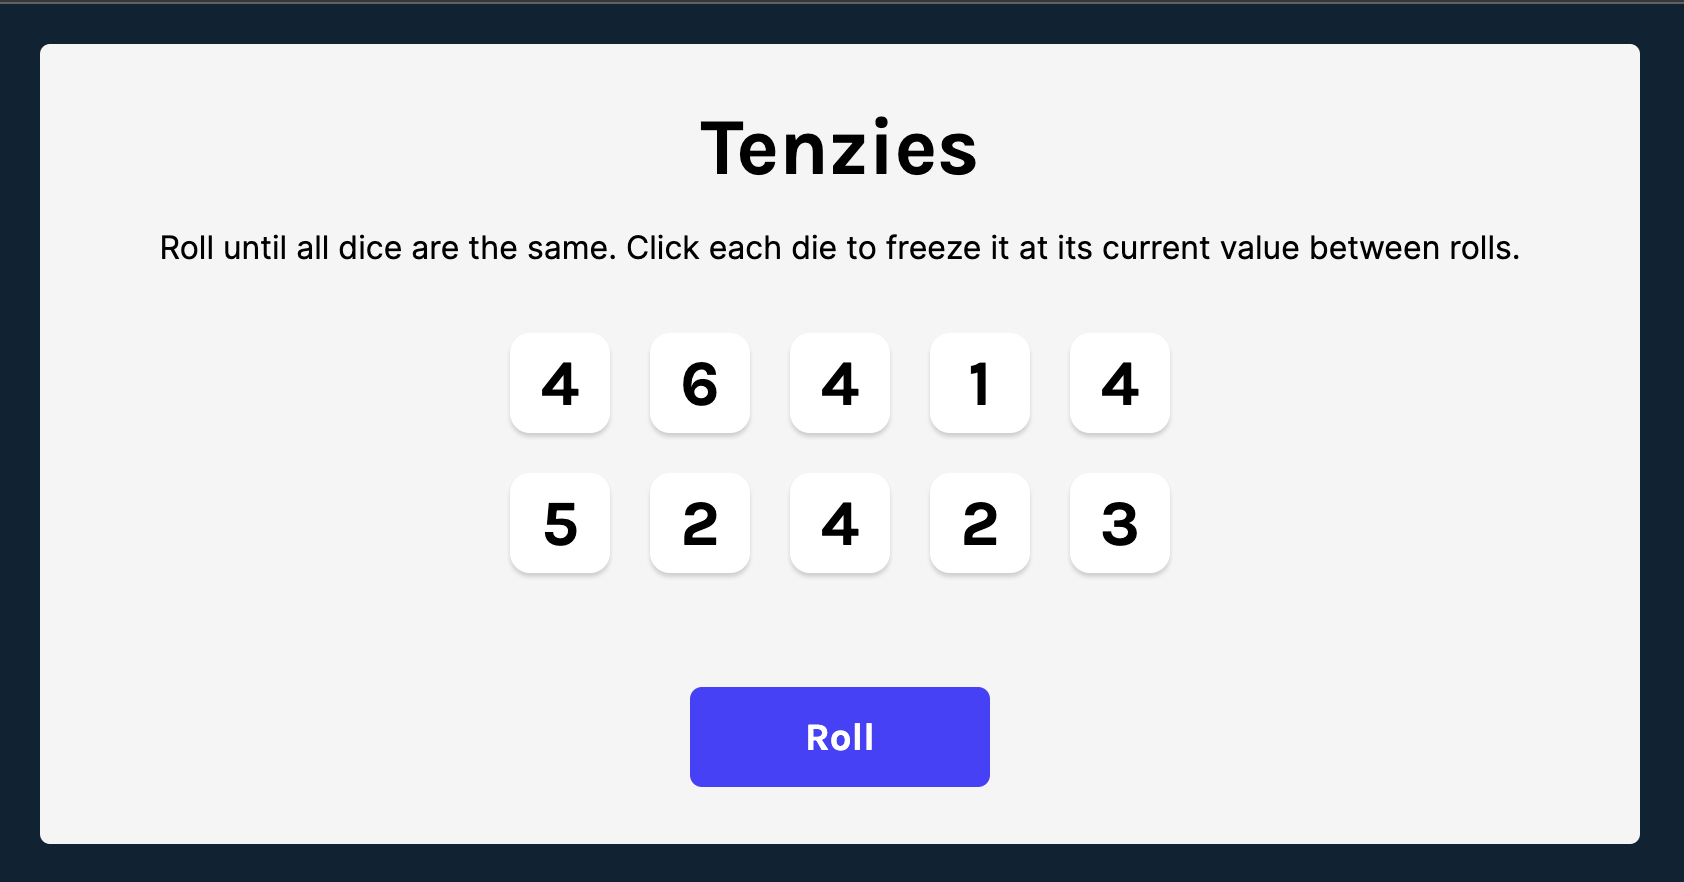 Tenzies
Roll until all dice are the same. Click each die to freeze it at its current value between rolls.
4 6 4 1 4
5 2 4 2 3
Roll